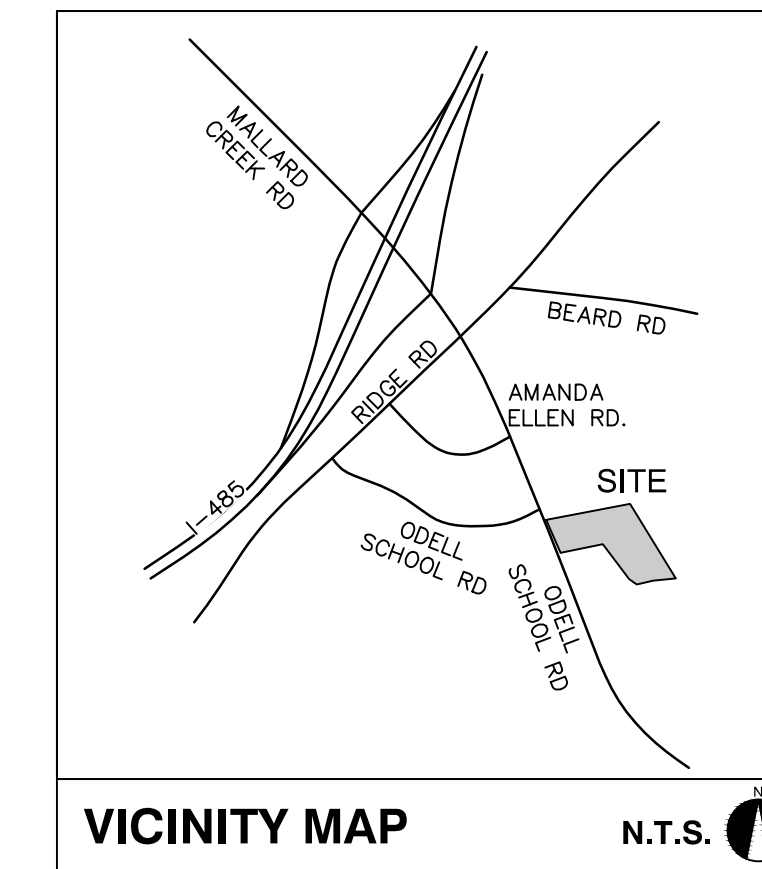 MALLARD
CREEK RD
BEARD RD
RIDGE RD
AMANDA
ELLEN RD.
SITE
I-485
ODELL
SCHOOL RD
ODELL
SCHOOL RD
VICINITY MAP
N.T.S.
N